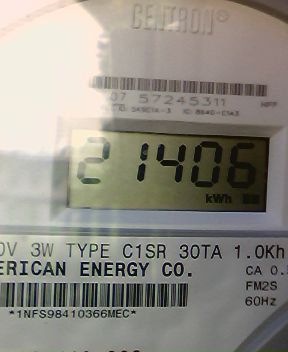 CENTRON®
07 57245311
21406
kWh
0V 3W TYPE C1SR 30TA 1.0Kh
ERICAN ENERGY CO.
CA 0.
FM2S
*1NFS98410366MEC*
60Hz